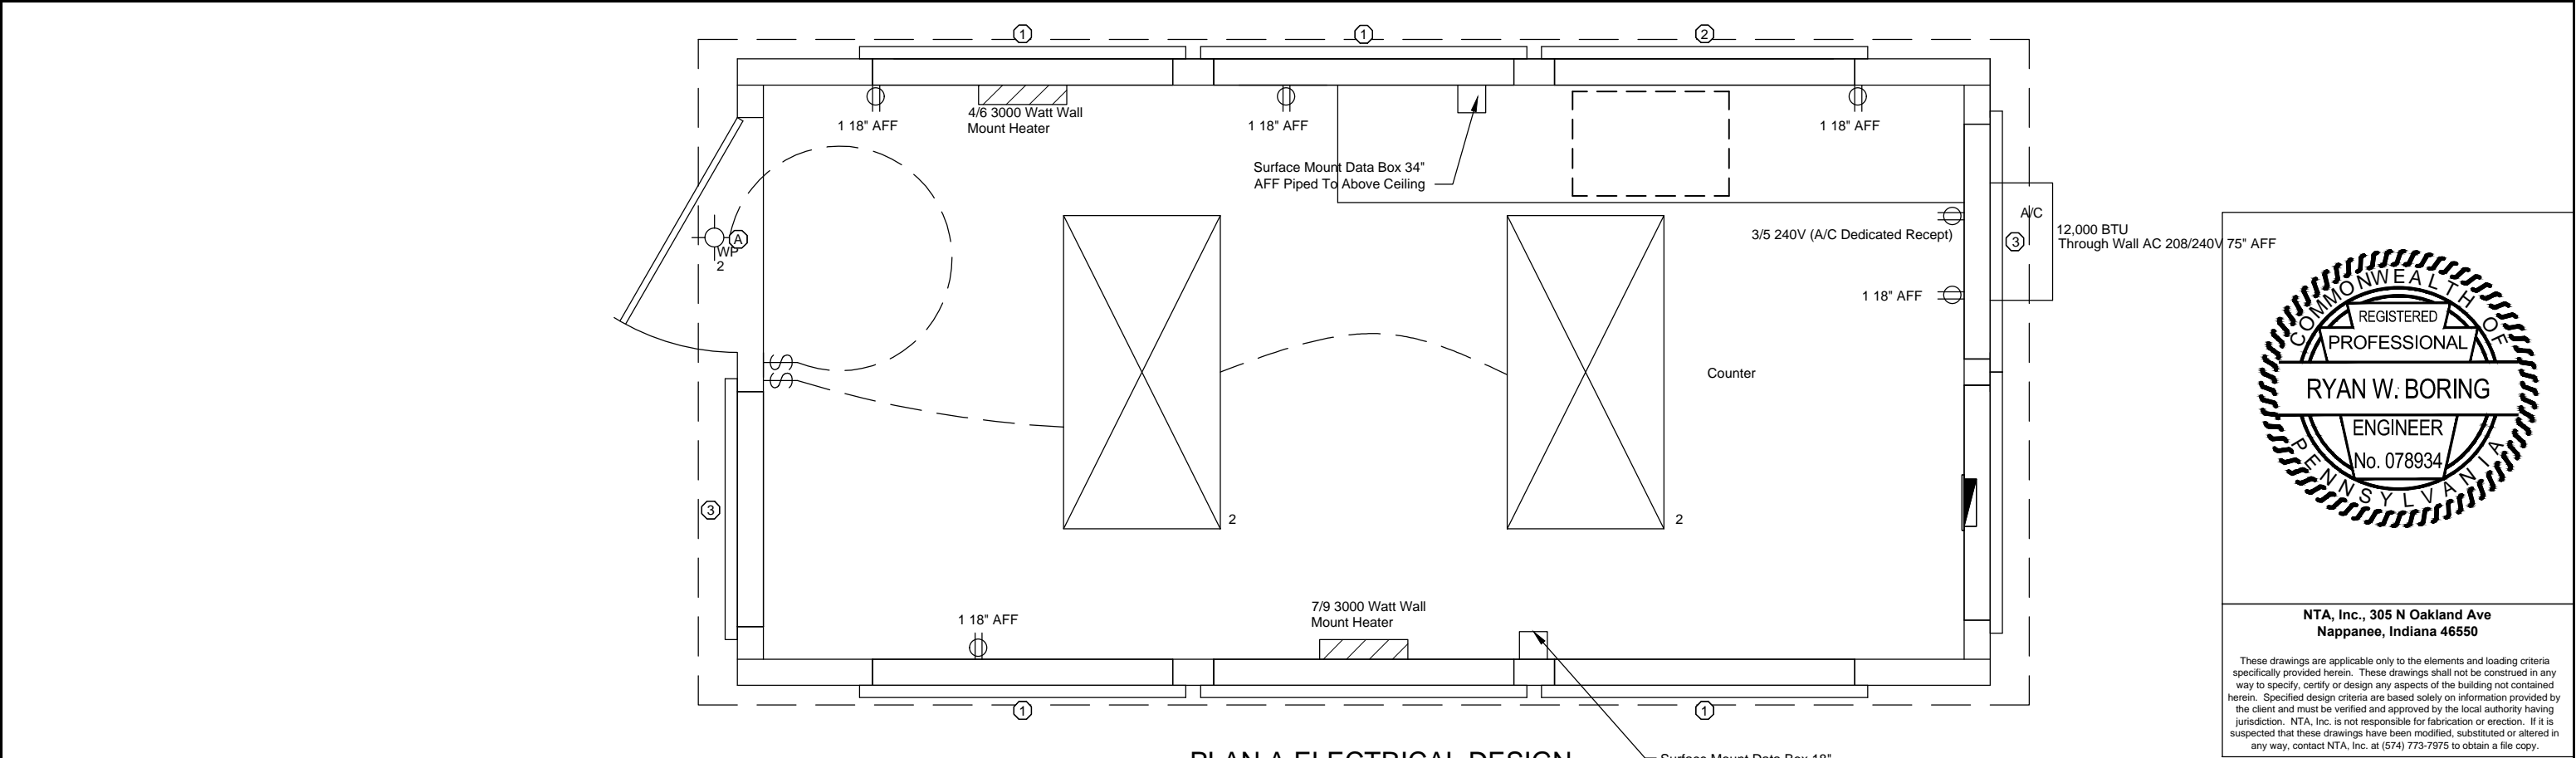 1
1
2
4/6 3000 Watt Wall
Mount Heater
1 18" AFF
1 18" AFF
1 18" AFF
Surface Mount Data Box 34"
AFF Piped To Above Ceiling
A
WP
2
3/5 240V (A/C Dedicated Recept)
A/C
3
12,000 BTU
Through Wall AC 208/240V 75" AFF
1 18" AFF
S
S
Counter
3
2
2
1 18" AFF
7/9 3000 Watt Wall
Mount Heater
1
1
PLAN A ELECTRICAL DESIGN
Surface Mount Data Box 18"
COMMONWEALTH OF
REGISTERED
PROFESSIONAL
RYAN W. BORING
ENGINEER
No. 078934
PENNSYLVANIA
NTA, Inc., 305 N Oakland Ave
Nappanee, Indiana 46550
These drawings are applicable only to the elements and loading criteria
specifically provided herein. These drawings shall not be construed in any
way to specify, certify or design any aspects of the building not contained
herein. Specified design criteria are based solely on information provided by
the client and must be verified and approved by the local authority having
jurisdiction. NTA, Inc. is not responsible for fabrication or erection. If it is
suspected that these drawings have been modified, substituted or altered in
any way, contact NTA, Inc. at (574) 773-7975 to obtain a file copy.